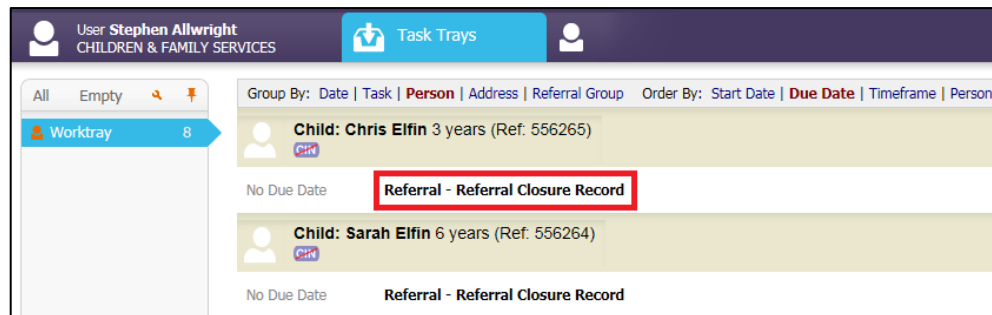 User Stephen Allwright
CHILDREN & FAMILY SERVICES
Task Trays
All Empty
Group By: Date | Task | Person | Address | Referral Group Order By: Start Date | Due Date | Timeframe | Person
Worktray 8
Child: Chris Elfin 3 years (Ref: 556265)
CIN
No Due Date Referral - Referral Closure Record
Child: Sarah Elfin 6 years (Ref: 556264)
CIN
No Due Date Referral - Referral Closure Record